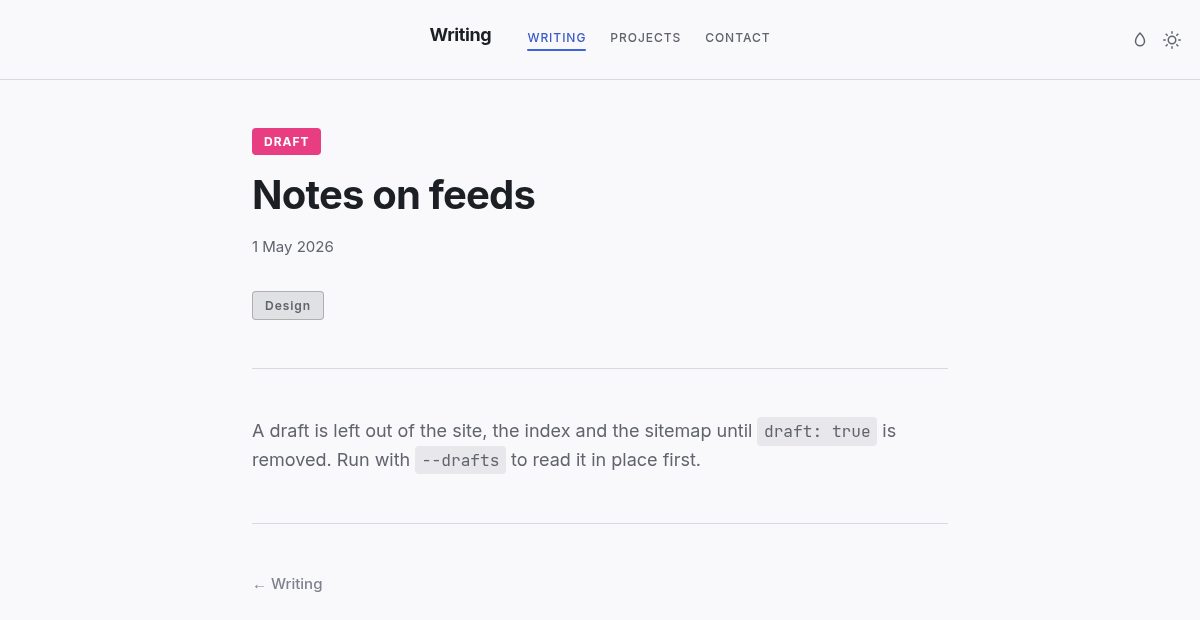 Writing
WRITING PROJECTS CONTACT
DRAFT
Notes on feeds
1 May 2026
Design
A draft is left out of the site, the index and the sitemap until draft: true is
removed. Run with --drafts to read it in place first.
← Writing